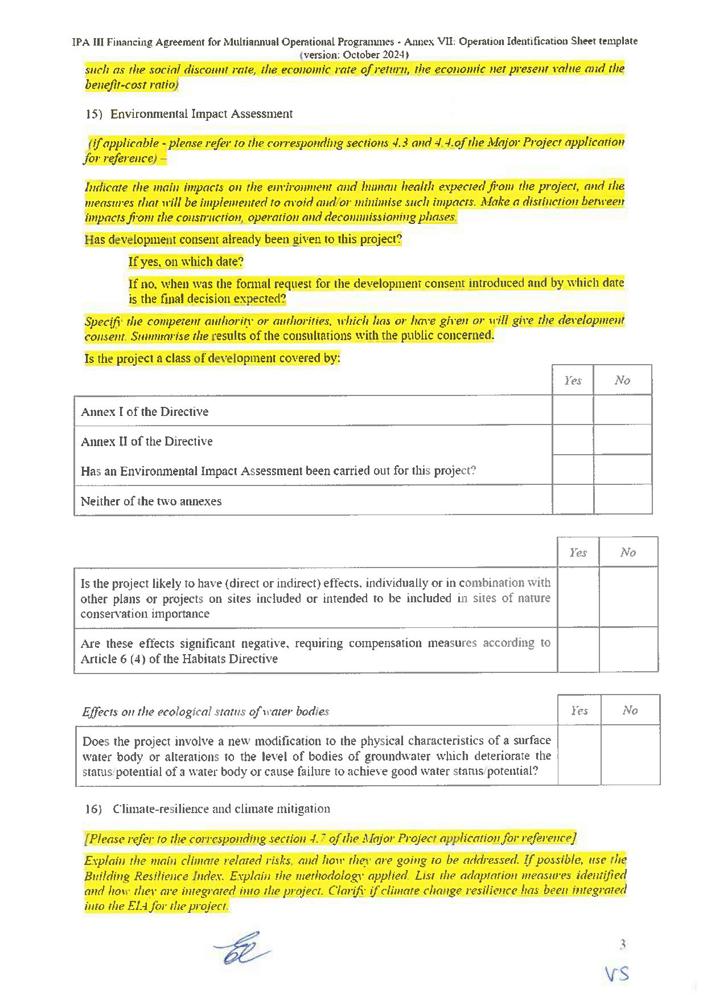 IPA III Financing Agreement for Multiannual Operational Programmes - Annex VII: Operation Identification Sheet template
(version: October 2024)
such as the social discount rate, the economic rate of return, the economic net present value and the
benefit-cost ratio)
15) Environmental Impact Assessment
(if applicable - please refer to the corresponding sections 4.3 and 4.4.of the Major Project application
for reference) –
Indicate the main impacts on the environment and human health expected from the project, and the
measures that will be implemented to avoid and/or minimise such impacts. Make a distinction between
impacts from the construction, operation and decommissioning phases.
Has development consent already been given to this project?
If yes, on which date?
If no, when was the formal request for the development consent introduced and by which date
is the final decision expected?
Specify the competent authority or authorities, which has or have given or will give the development
consent. Summarise the results of the consultations with the public concerned.
Is the project a class of development covered by:
Yes No
Annex I of the Directive
Annex II of the Directive
Has an Environmental Impact Assessment been carried out for this project?
Neither of the two annexes
Yes No
Is the project likely to have (direct or indirect) effects, individually or in combination with
other plans or projects on sites included or intended to be included in sites of nature
conservation importance
Are these effects significant negative, requiring compensation measures according to
Article 6 (4) of the Habitats Directive
Effects on the ecological status of water bodies Yes No
Does the project involve a new modification to the physical characteristics of a surface
water body or alterations to the level of bodies of groundwater which deteriorate the
status/potential of a water body or cause failure to achieve good water status/potential?
16) Climate-resilience and climate mitigation
[Please refer to the corresponding section 4.7 of the Major Project application for reference]
Explain the main climate related risks, and how they are going to be addressed. If possible, use the
Building Resilience Index. Explain the methodology applied. List the adaptation measures identified
and how they are integrated into the project. Clarify if climate change resilience has been integrated
into the EIA for the project.
3
VS